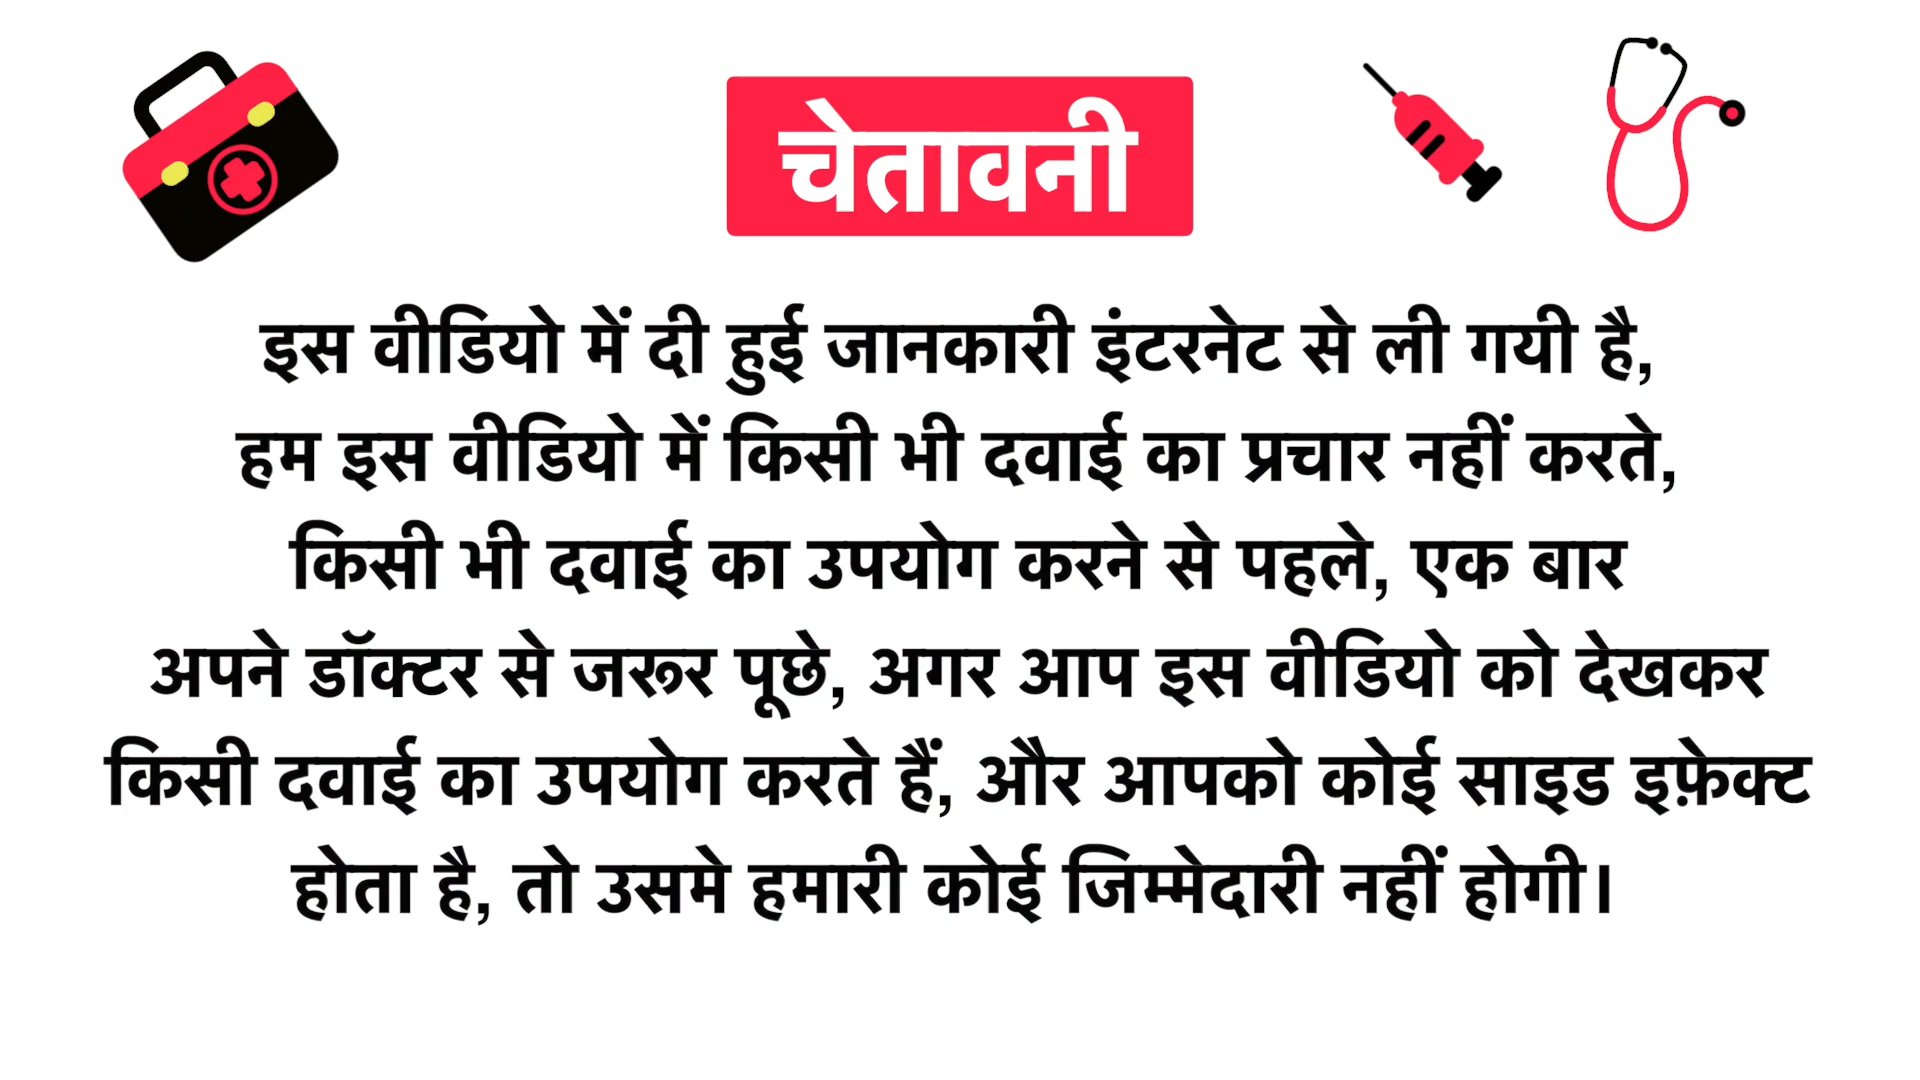 चेतावनी
इस वीडियो में दी हुई जानकारी इंटरनेट से ली गयी है,
हम इस वीडियो में किसी भी दवाई का प्रचार नहीं करते,
किसी भी दवाई का उपयोग करने से पहले, एक बार
अपने डॉक्टर से जरूर पूछे, अगर आप इस वीडियो को देखकर
किसी दवाई का उपयोग करते हैं, और आपको कोई साइड इफ़ेक्ट
होता है, तो उसमे हमारी कोई जिम्मेदारी नहीं होगी।